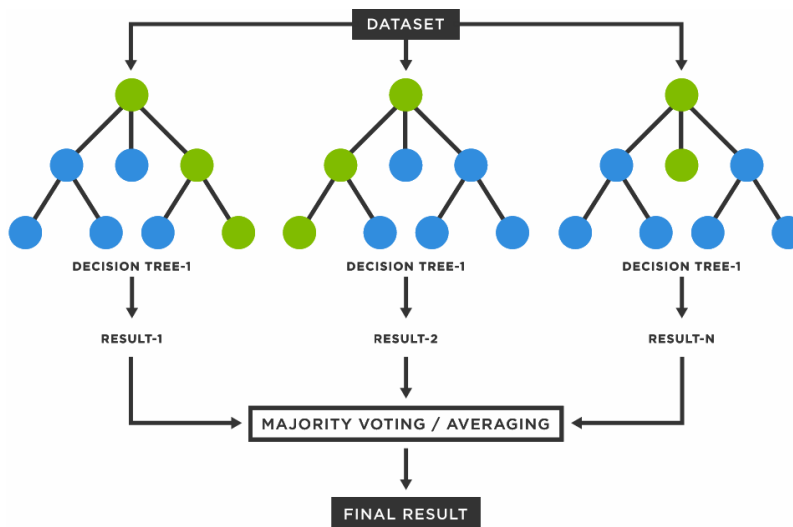 DATASET
DECISION TREE-1
DECISION TREE-1
DECISION TREE-1
RESULT-1
RESULT-2
RESULT-N
MAJORITY VOTING / AVERAGING
FINAL RESULT